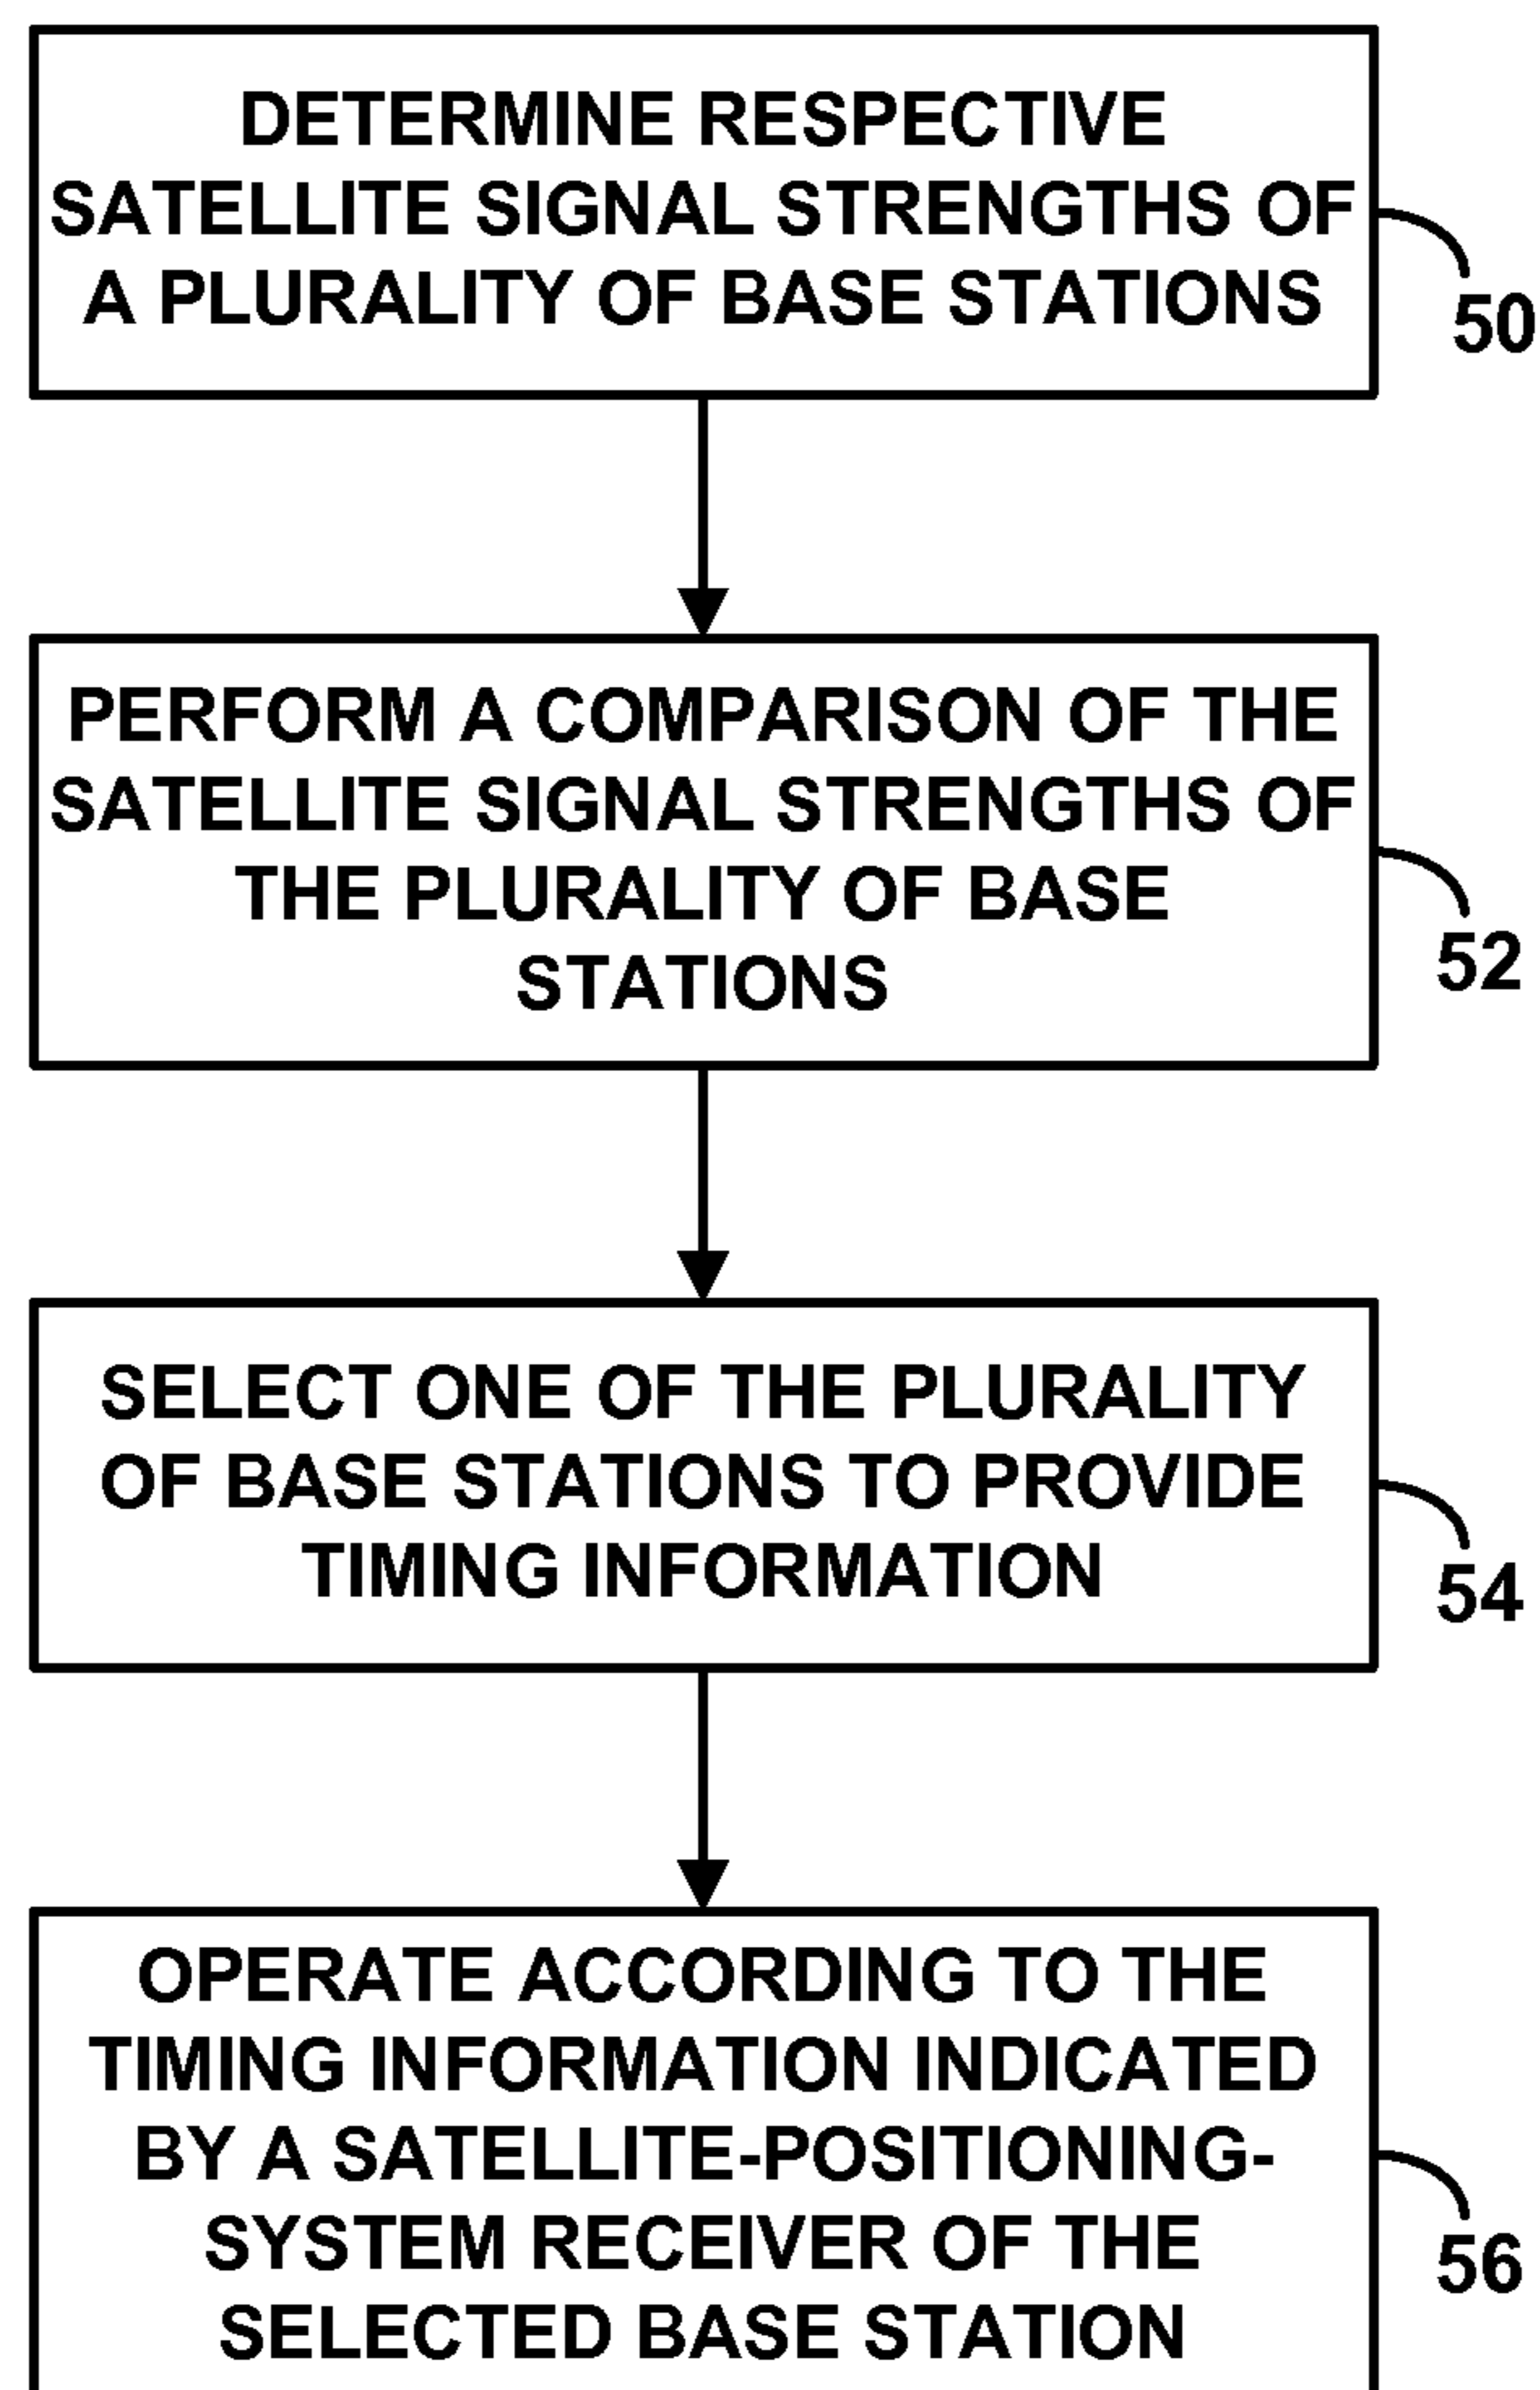 DETERMINE RESPECTIVE
SATELLITE SIGNAL STRENGTHS OF
A PLURALITY OF BASE STATIONS
50
PERFORM A COMPARISON OF THE
SATELLITE SIGNAL STRENGTHS OF
THE PLURALITY OF BASE
STATIONS
52
SELECT ONE OF THE PLURALITY
OF BASE STATIONS TO PROVIDE
TIMING INFORMATION
54
OPERATE ACCORDING TO THE
TIMING INFORMATION INDICATED
BY A SATELLITE-POSITIONING-
SYSTEM RECEIVER OF THE
SELECTED BASE STATION
56